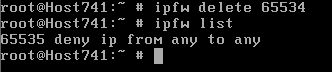 root@Host741:~ # ipfw delete 65534
root@Host741:~ # ipfw list
65535 deny ip from any to any
root@Host741:~ #